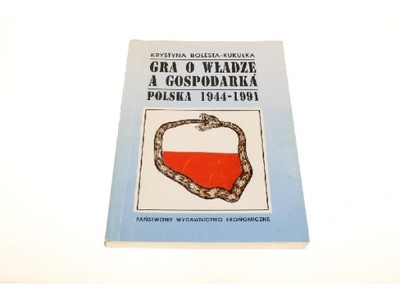 KRYSTYNA BOLESTA-KUKUŁKA
GRA O WŁADZĘ
A GOSPODARKA
POLSKA 1944-1991
PAŃSTWOWE WYDAWNICTWO EKONOMICZNE